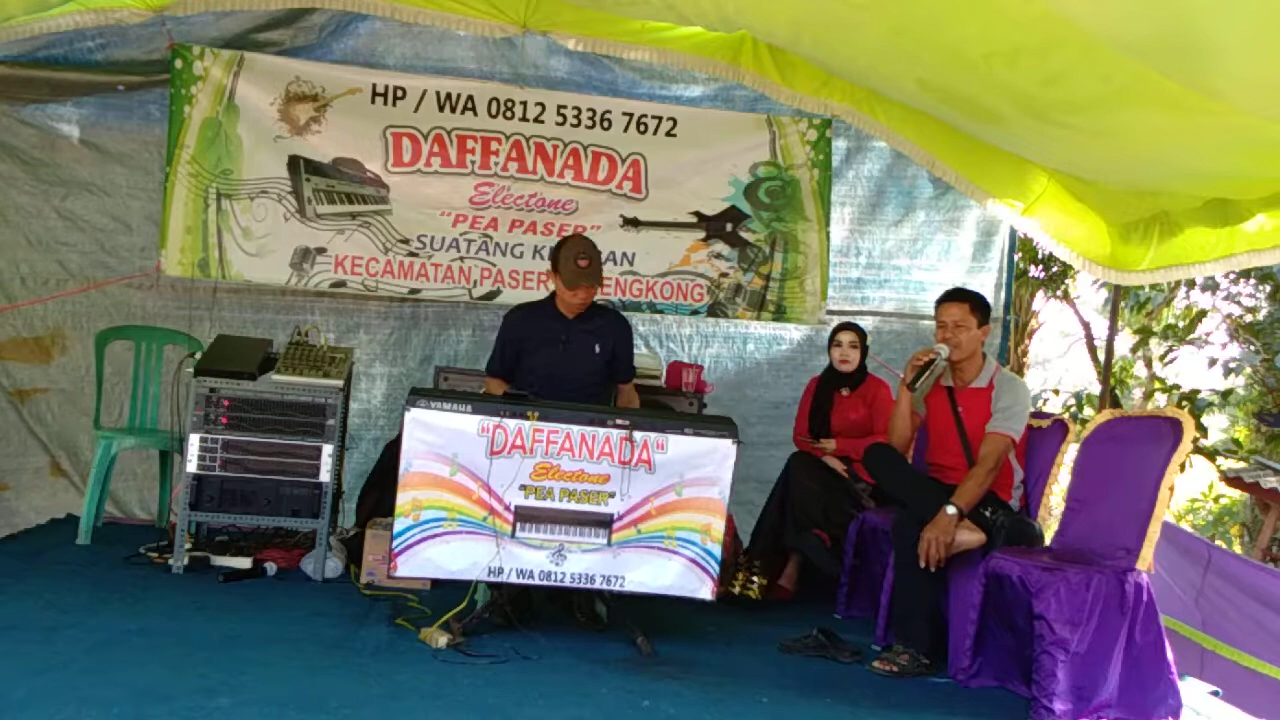 HP / WA 0812 5336 7672
DAFFANADA
Electone
"PEA PASER"
SUATANG
KECAMATAN PASER ENGKONG
YAMAHA
"DAFFANADA"
Electone
"PEA PASER"
HP / WA 0812 5336 7672